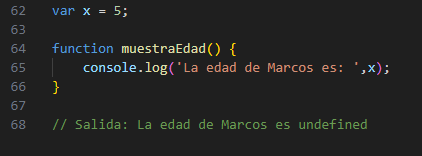 62 var x = 5;
63
64 function muestraEdad() {
65     console.log('La edad de Marcos es: ',x);
66 }
67
68 // Salida: La edad de Marcos es undefined